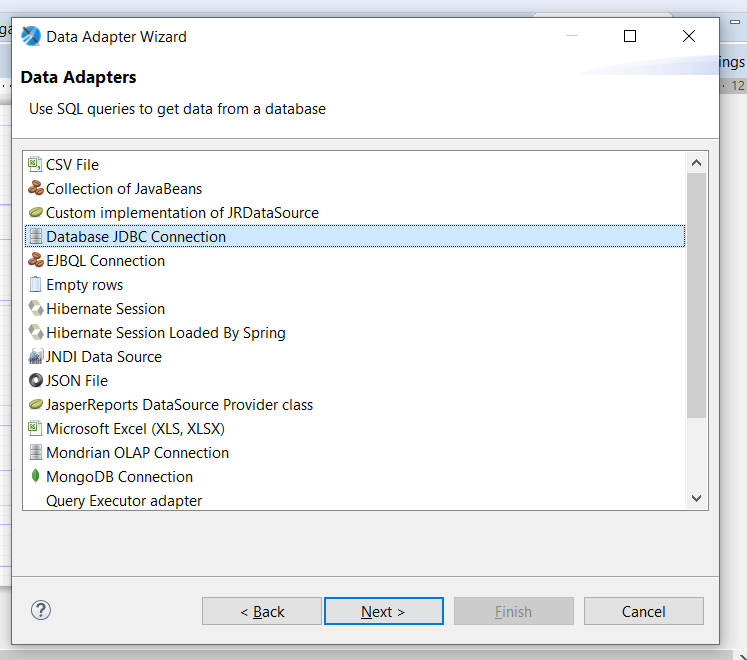 Data Adapter Wizard
Data Adapters
ings
Use SQL queries to get data from a database
12
CSV File
Collection of JavaBeans
Custom implementation of JRDataSource
Database JDBC Connection
EJBQL Connection
Empty rows
Hibernate Session
Hibernate Session Loaded By Spring
JNDI Data Source
JSON File
JasperReports DataSource Provider class
Microsoft Excel (XLS, XLSX)
Mondrian OLAP Connection
MongoDB Connection
Query Executor adapter
< Back
Next >
Finish
Cancel